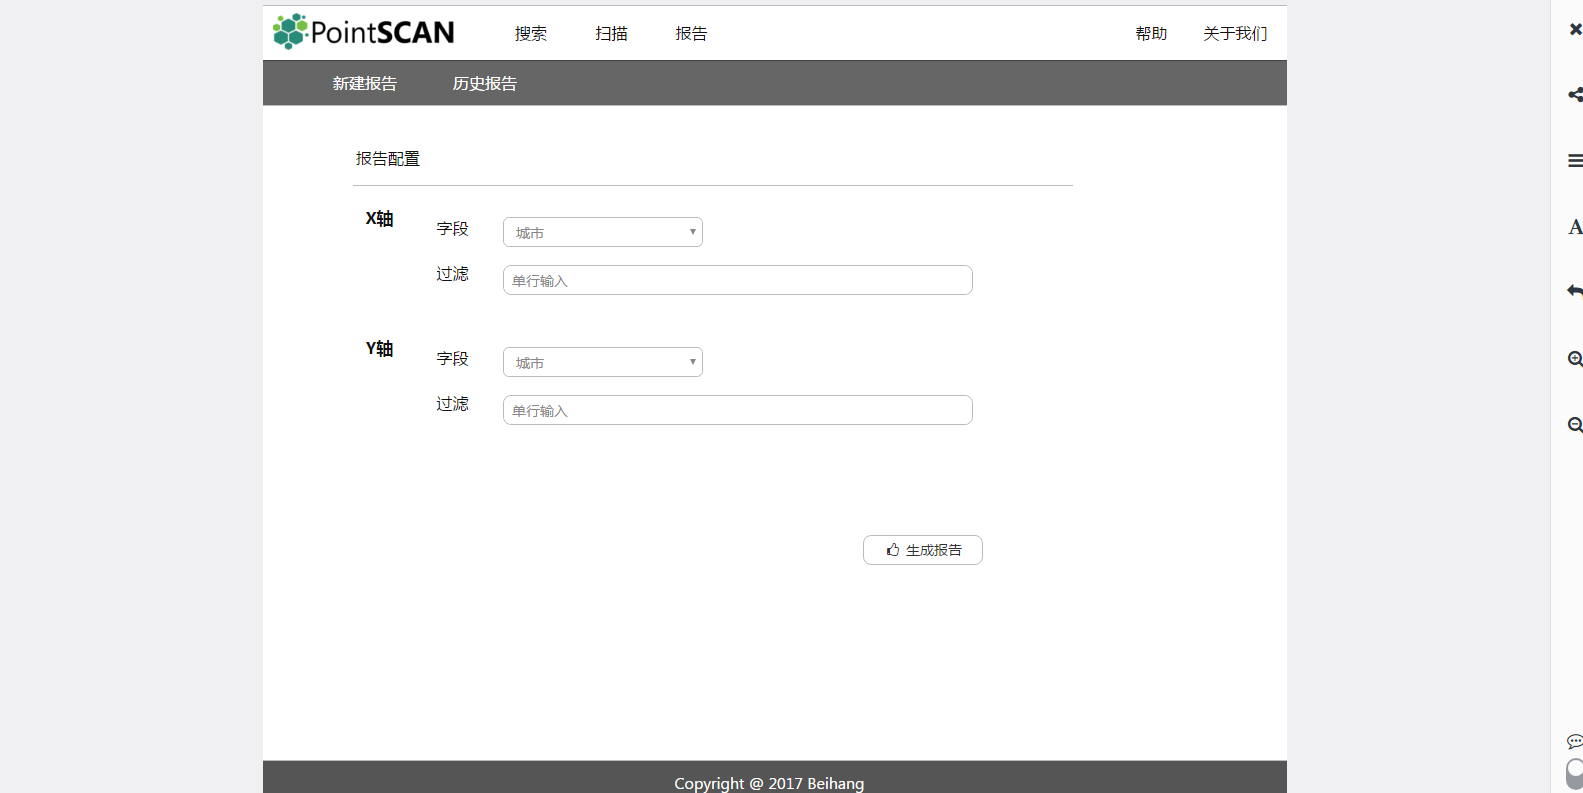 PointSCAN 搜索 扫描 报告 帮助 关于我们
新建报告 历史报告
报告配置
X轴 字段 城市
过滤 单行输入
Y轴 字段 城市
过滤 单行输入
生成报告
Copyright @ 2017 Beihang